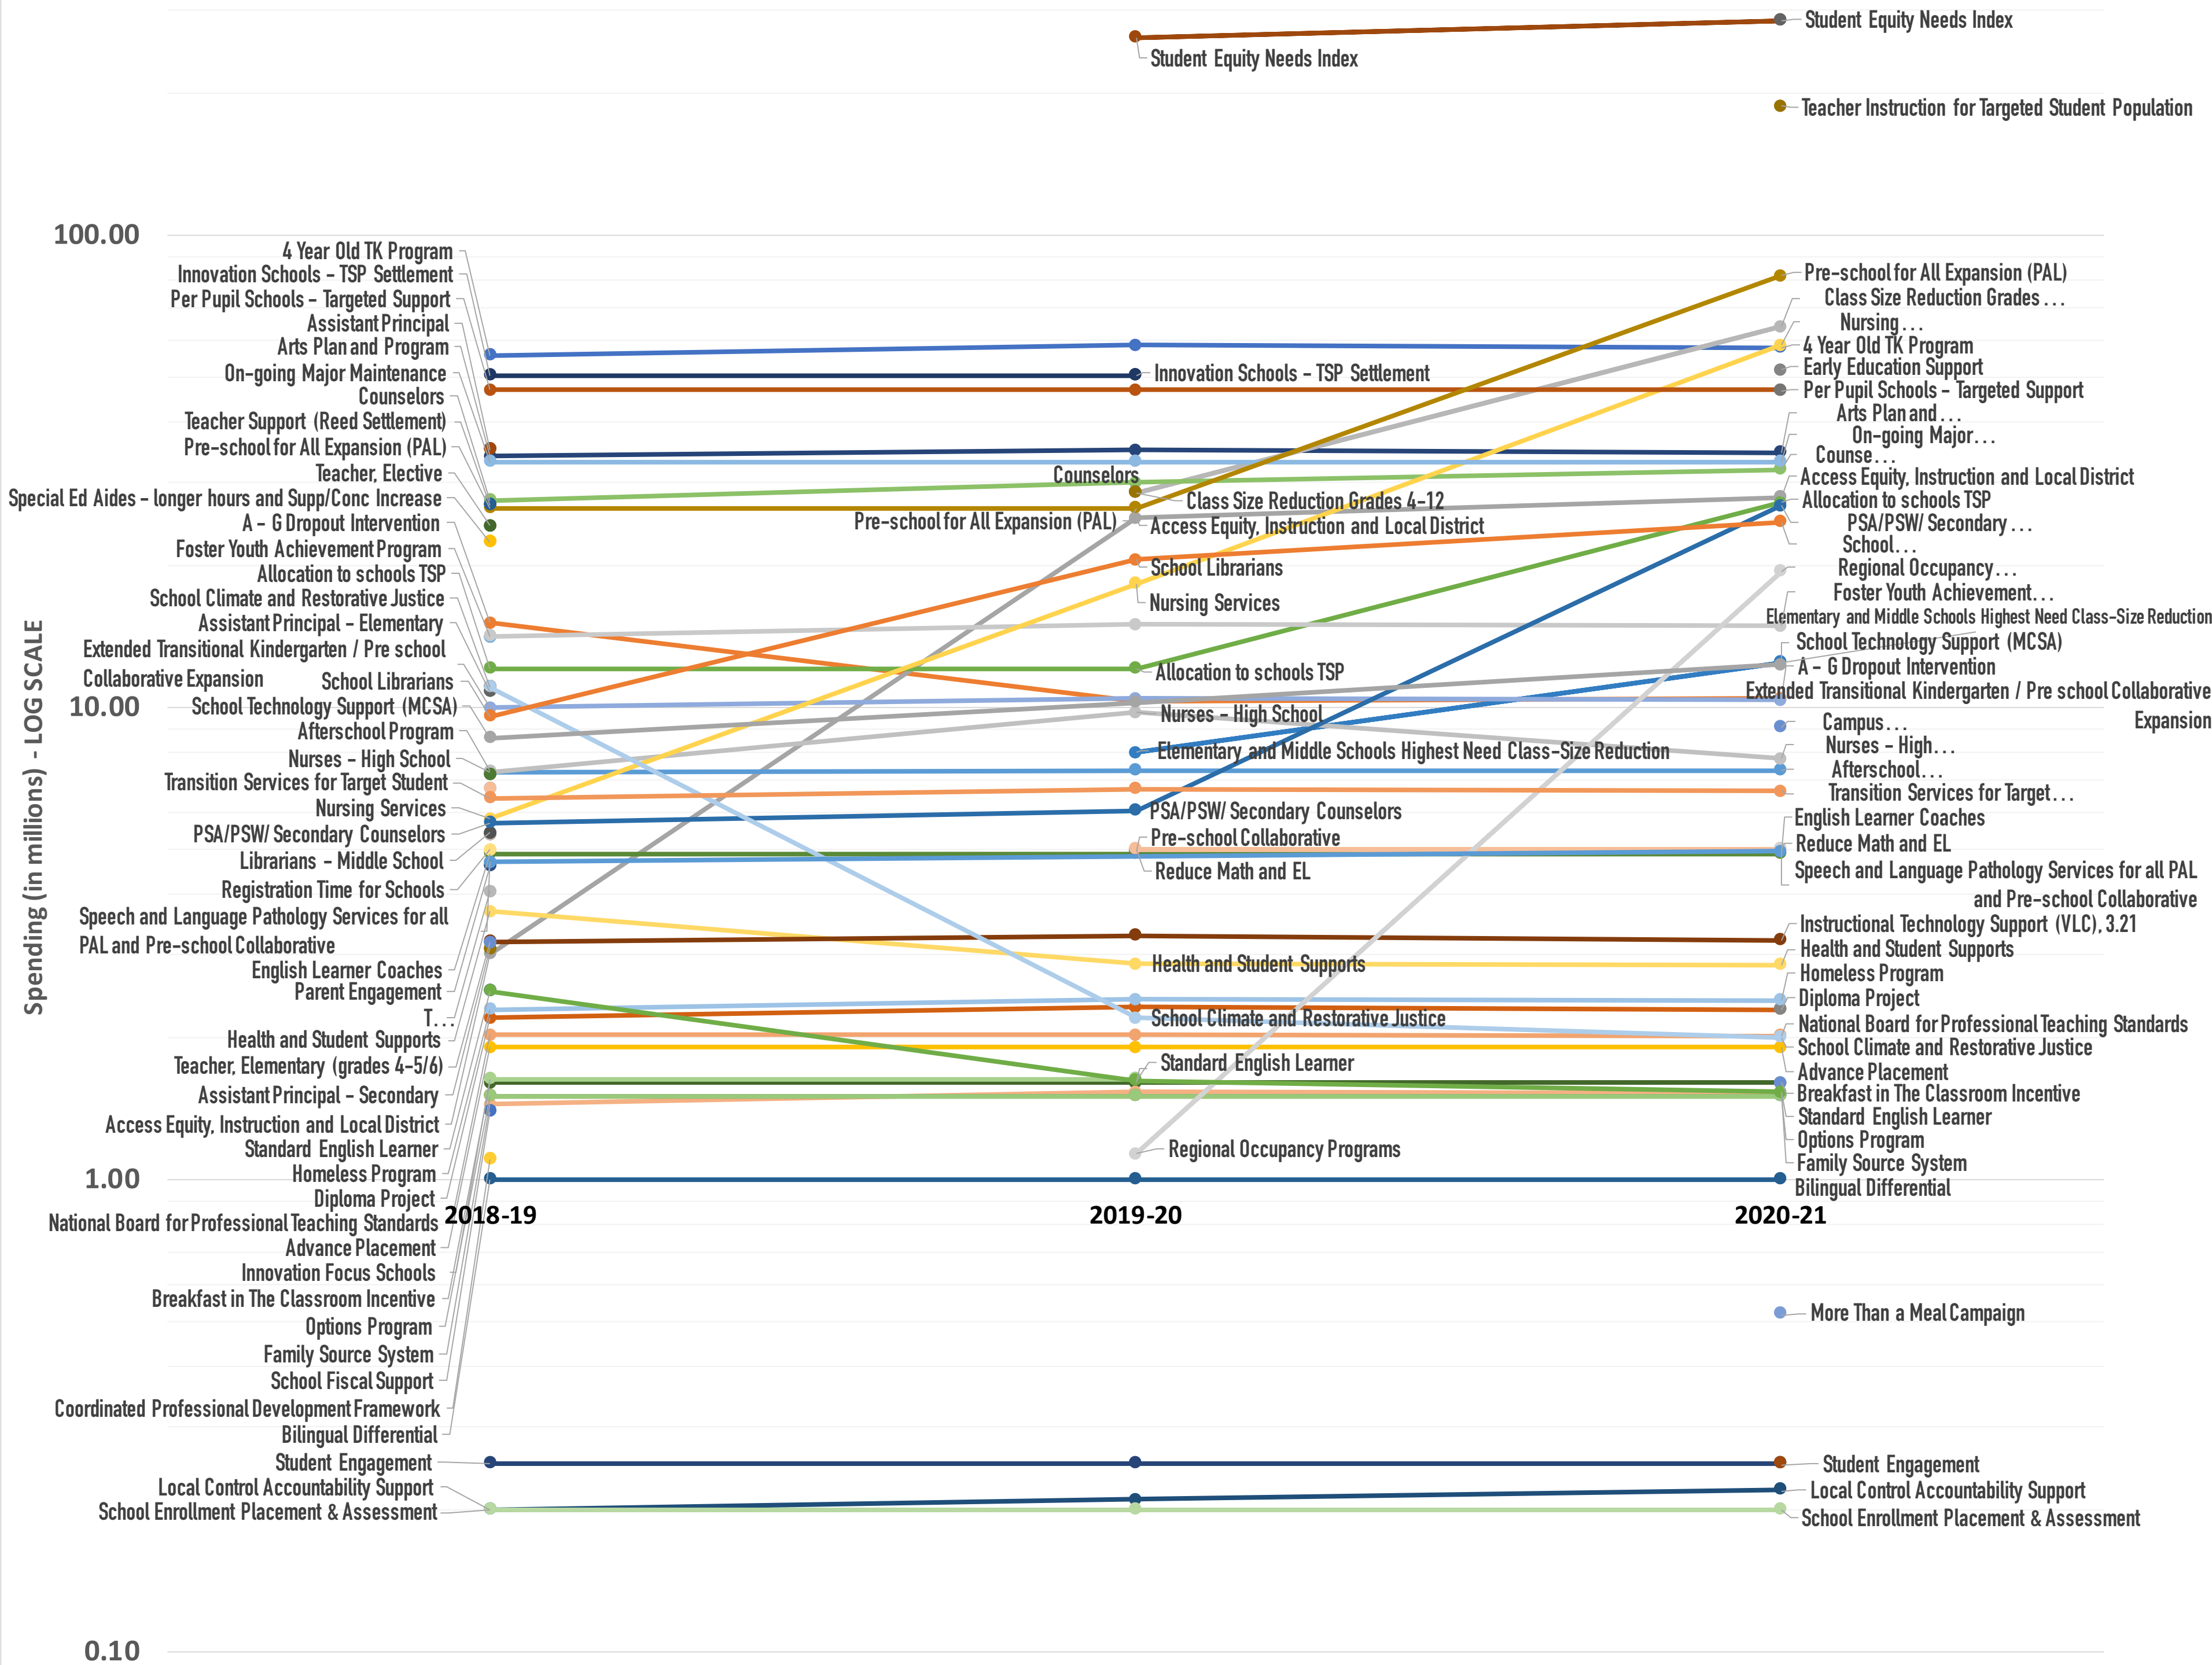 Student Equity Needs Index
Student Equity Needs Index
Teacher Instruction for Targeted Student Population
100.00
10.00
1.00
0.10
Spending (in millions) - LOG SCALE
4 Year Old TK Program
Innovation Schools - TSP Settlement
Per Pupil Schools - Targeted Support
Assistant Principal
Arts Plan and Program
On-going Major Maintenance
Counselors
Teacher Support (Reed Settlement)
Pre-school for All Expansion (PAL)
Teacher, Elective
Special Ed Aides - longer hours and Supp/Conc Increase
A - G Dropout Intervention
Foster Youth Achievement Program
Allocation to schools TSP
School Climate and Restorative Justice
Assistant Principal - Elementary
Extended Transitional Kindergarten / Pre school
Collaborative Expansion
School Librarians
School Technology Support (MCSA)
Afterschool Program
Nurses - High School
Transition Services for Target Student
Nursing Services
PSA/PSW/ Secondary Counselors
Librarians - Middle School
Registration Time for Schools
Speech and Language Pathology Services for all
PAL and Pre-school Collaborative
English Learner Coaches
Parent Engagement
T...
Health and Student Supports
Teacher, Elementary (grades 4-5/6)
Assistant Principal - Secondary
Access Equity, Instruction and Local District
Standard English Learner
Homeless Program
Diploma Project
National Board for Professional Teaching Standards
Advance Placement
Innovation Focus Schools
Breakfast in The Classroom Incentive
Options Program
Family Source System
School Fiscal Support
Coordinated Professional Development Framework
Bilingual Differential
Student Engagement
Local Control Accountability Support
School Enrollment Placement & Assessment
Innovation Schools - TSP Settlement
Counselors
Class Size Reduction Grades 4-12
Pre-school for All Expansion (PAL)
Access Equity, Instruction and Local District
School Librarians
Nursing Services
Allocation to schools TSP
Nurses - High School
Elementary and Middle Schools Highest Need Class-Size Reduction
PSA/PSW/ Secondary Counselors
Pre-school Collaborative
Reduce Math and EL
Health and Student Supports
School Climate and Restorative Justice
Standard English Learner
Regional Occupancy Programs
Pre-school for All Expansion (PAL)
Class Size Reduction Grades ...
Nursing ...
4 Year Old TK Program
Early Education Support
Per Pupil Schools - Targeted Support
Arts Plan and ...
On-going Major ...
Counse ...
Access Equity, Instruction and Local District
Allocation to schools TSP
PSA/PSW/ Secondary ...
School ...
Regional Occupancy ...
Foster Youth Achievement...
Elementary and Middle Schools Highest Need Class-Size Reduction
School Technology Support (MCSA)
A - G Dropout Intervention
Extended Transitional Kindergarten / Pre school Collaborative
Expansion
Campus ...
Nurses - High ...
Afterschool ...
Transition Services for Target ...
English Learner Coaches
Reduce Math and EL
Speech and Language Pathology Services for all PAL
and Pre-school Collaborative
Instructional Technology Support (VLC), 3.21
Health and Student Supports
Homeless Program
Diploma Project
National Board for Professional Teaching Standards
School Climate and Restorative Justice
Advance Placement
Breakfast in The Classroom Incentive
Standard English Learner
Options Program
Family Source System
Bilingual Differential
More Than a Meal Campaign
Student Engagement
Local Control Accountability Support
School Enrollment Placement & Assessment
2018-19
2019-20
2020-21